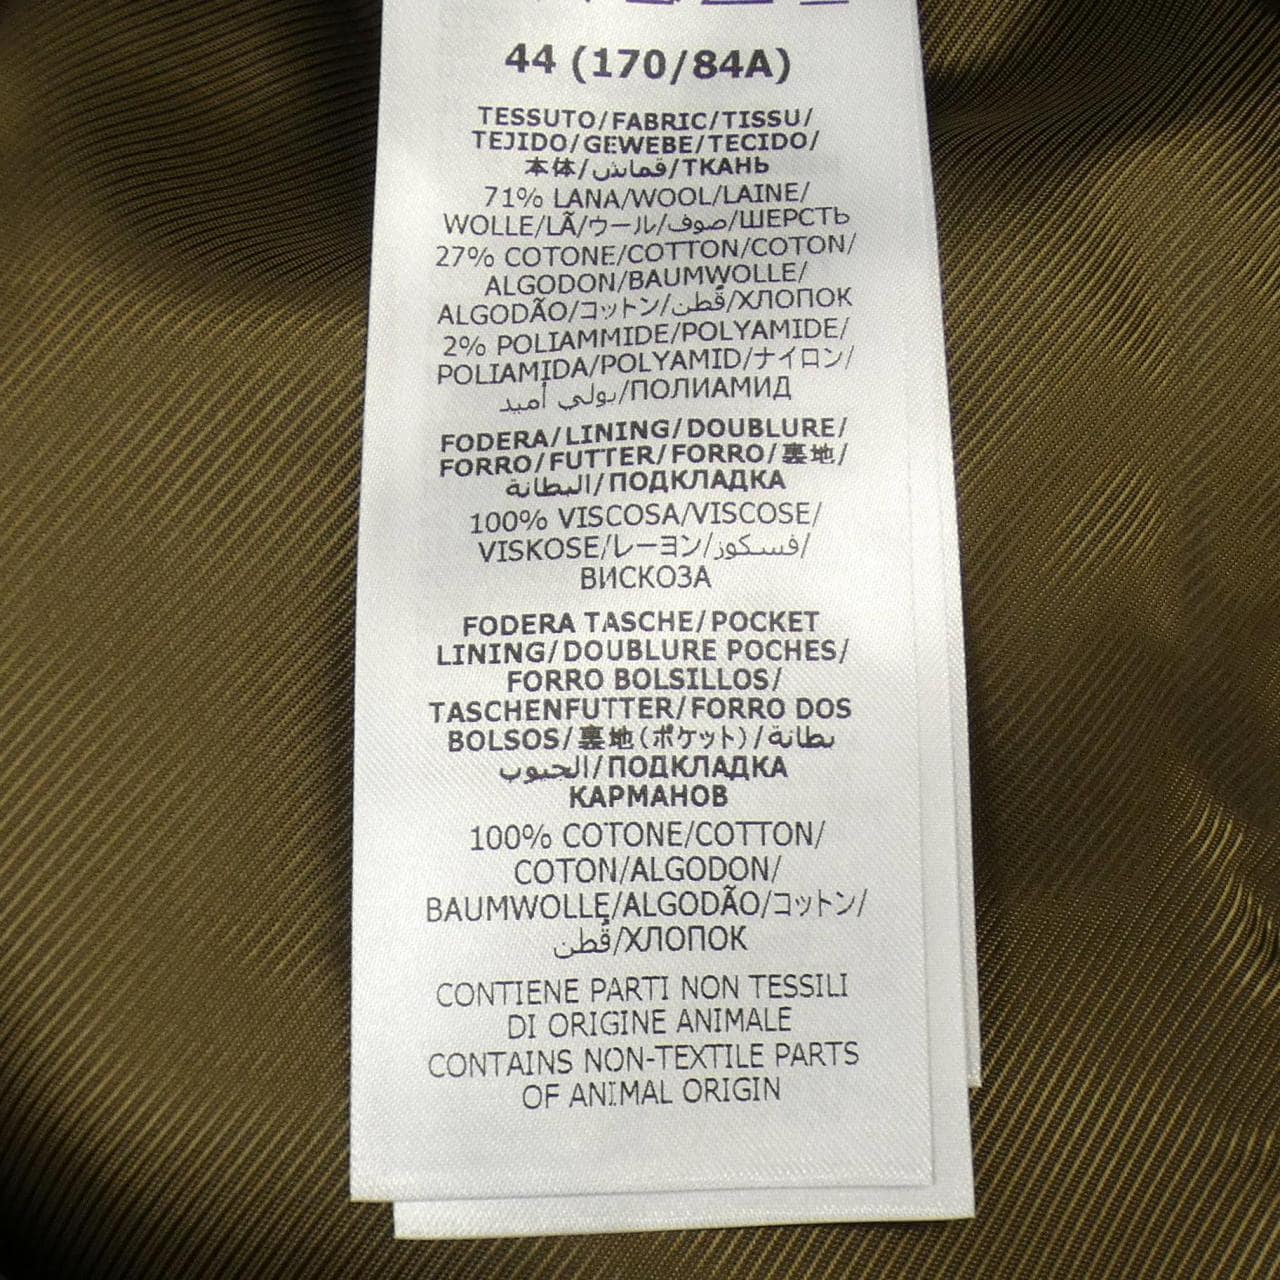 44 (170/84A)
TESSUTO/FABRIC/TISSU/
TEJIDO/GEWEBE/TECIDO/
本体/قماش/ТКАНЬ
71% LANA/WOOL/LAINE/
WOLLE/LÃ/ウール/صوف/ШЕРСТЬ
27% COTONE/COTTON/COTON/
ALGODON/BAUMWOLLE/
ALGODÃO/コットン/قُطن/ХЛОПОК
2% POLIAMMIDE/POLYAMIDE/
POLIAMIDA/POLYAMID/ナイロン/
بولي أميد/ПОЛИАМИД
FODERA/LINING/DOUBLURE/
FORRO/FUTTER/FORRO/裏地/
البطانة/ПОДКЛАДКА
100% VISCOSA/VISCOSE/
VISKOSE/レーヨン/فسكوز/
ВИСКОЗА
FODERA TASCHE/POCKET
LINING/DOUBLURE POCHES/
FORRO BOLSILLOS/
TASCHENFUTTER/FORRO DOS
BOLSOS/裏地(ポケット)/بطانة
الجيوب/ПОДКЛАДКА
КАРМАНОВ
100% COTONE/COTTON/
COTON/ALGODON/
BAUMWOLLE/ALGODÃO/コットン/
قُطن/ХЛОПОК
CONTIENE PARTI NON TESSILI
DI ORIGINE ANIMALE
CONTAINS NON-TEXTILE PARTS
OF ANIMAL ORIGIN